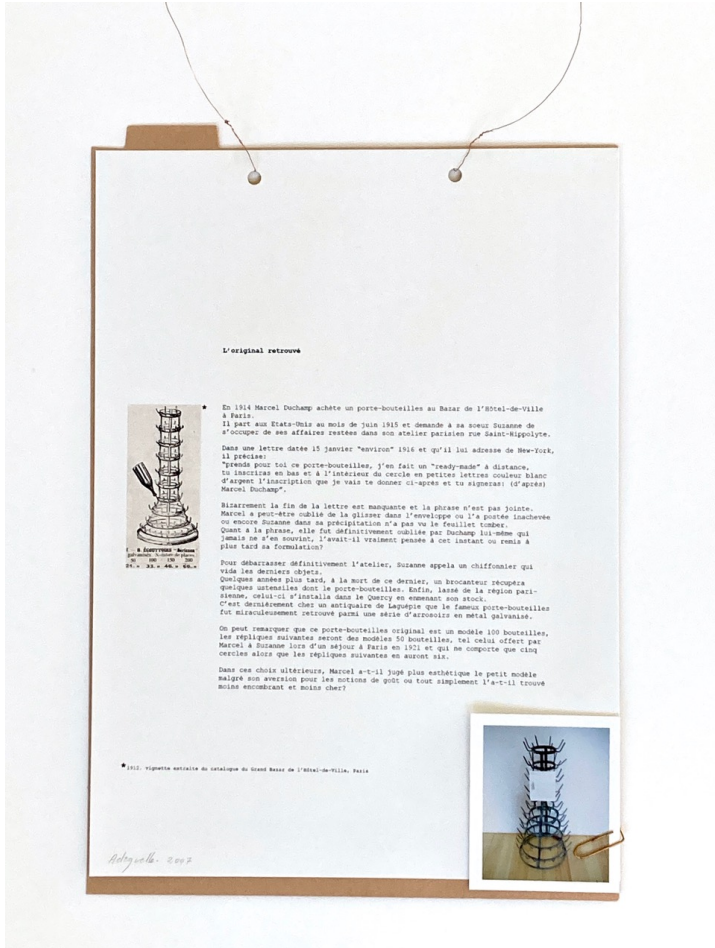 L'original retrouvé
En 1914 Marcel Duchamp achète un porte-bouteilles au Bazar de l'Hôtel-de-Ville
à Paris.
Il part aux Etats-Unis au mois de juin 1915 et demande à sa soeur Suzanne de
s'occuper de ses affaires restées dans son atelier parisien rue Saint-Hippolyte.
Dans une lettre datée 15 janvier "environ" 1916 et qu'il lui adresse de New-York,
il précise:
"prends pour toi ce porte-bouteilles, j'en fait un "ready-made" à distance,
tu inscriras en bas et à l'intérieur du cercle en petites lettres couleur blanc
d'argent l'inscription que je vais te donner ci-après et tu signeras: (d'après)
Marcel Duchamp".
Bizarrement la fin de la lettre est manquante et la phrase n'est pas jointe.
Marcel a peut-être oublié de la glisser dans l'enveloppe ou l'a postée inachevée
ou encore Suzanne dans sa précipitation n'a pas vu le feuillet tomber.
Quant à la phrase, elle fut définitivement oubliée par Duchamp lui-même qui
jamais ne s'en souvint, l'avait-il vraiment pensée à cet instant ou remis à
plus tard sa formulation?
Pour débarrasser définitivement l'atelier, Suzanne appela un chiffonnier qui
vida les derniers objets.
Quelques années plus tard, à la mort de ce dernier, un brocanteur récupéra
quelques ustensiles dont le porte-bouteilles. Enfin, lassé de la région pari-
sienne, celui-ci s'installa dans le Quercy en emmenant son stock.
C'est dernièrement chez un antiquaire de Laguépie que le fameux porte-bouteilles
fut miraculeusement retrouvé parmi une série d'arrosoirs en métal galvanisé.
On peut remarquer que ce porte-bouteilles original est un modèle 100 bouteilles,
les répliques suivantes seront des modèles 50 bouteilles, tel celui offert par
Marcel à Suzanne lors d'un séjour à Paris en 1921 et qui ne comporte que cinq
cercles alors que les répliques suivantes en auront six.
Dans ces choix ultérieurs, Marcel a-t-il jugé plus esthétique le petit modèle
malgré son aversion pour les notions de goût ou tout simplement l'a-t-il trouvé
moins encombrant et moins cher?
ÉGOUTTOIRS
50 100 150 200
*1912. vignette extraite du catalogue du Grand Bazar de l'Hôtel-de-Ville, Paris
2007